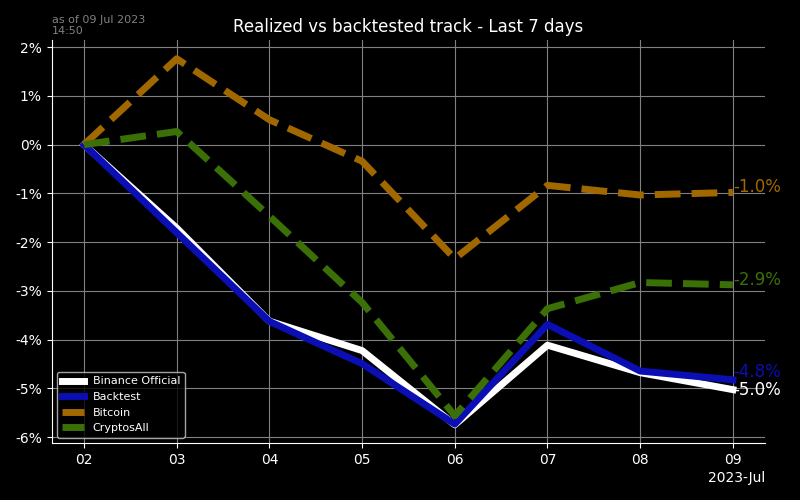 as of 09 Jul 2023
14:50
Realized vs backtested track - Last 7 days
2%
1%
0%
-1%
-2%
-3%
-4%
-5%
-6%
-1.0%
-2.9%
-4.8%
-5.0%
Binance Official
Backtest
Bitcoin
CryptosAll
02 03 04 05 06 07 08 09
2023-Jul